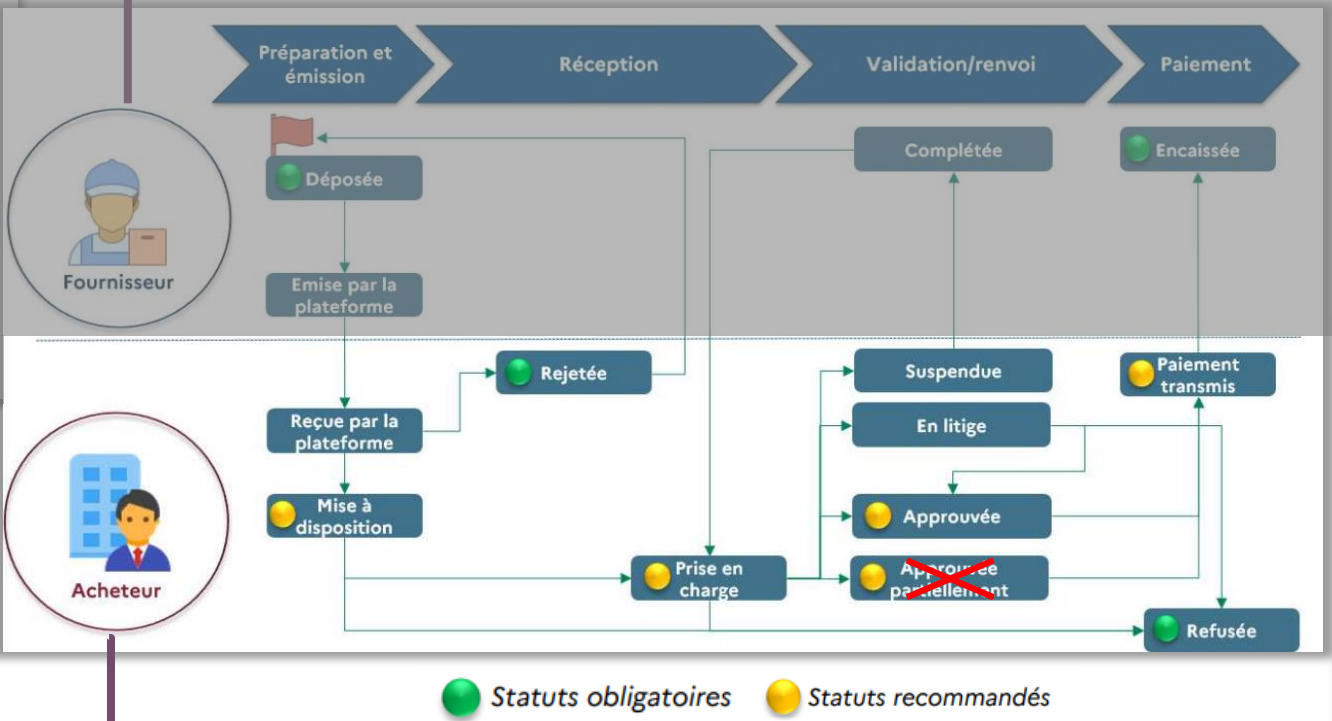 Préparation et
émission
Réception
Validation/renvoi
Paiement
Déposée
Complétée
Encaissée
Fournisseur
Emise par la
plateforme
Rejetée
Suspendue
Paiement
transmis
Reçue par la
plateforme
En litige
Mise à
disposition
Approuvée
Acheteur
Prise en
charge
Approuvée
partiellement
Refusée
Statuts obligatoires
Statuts recommandés